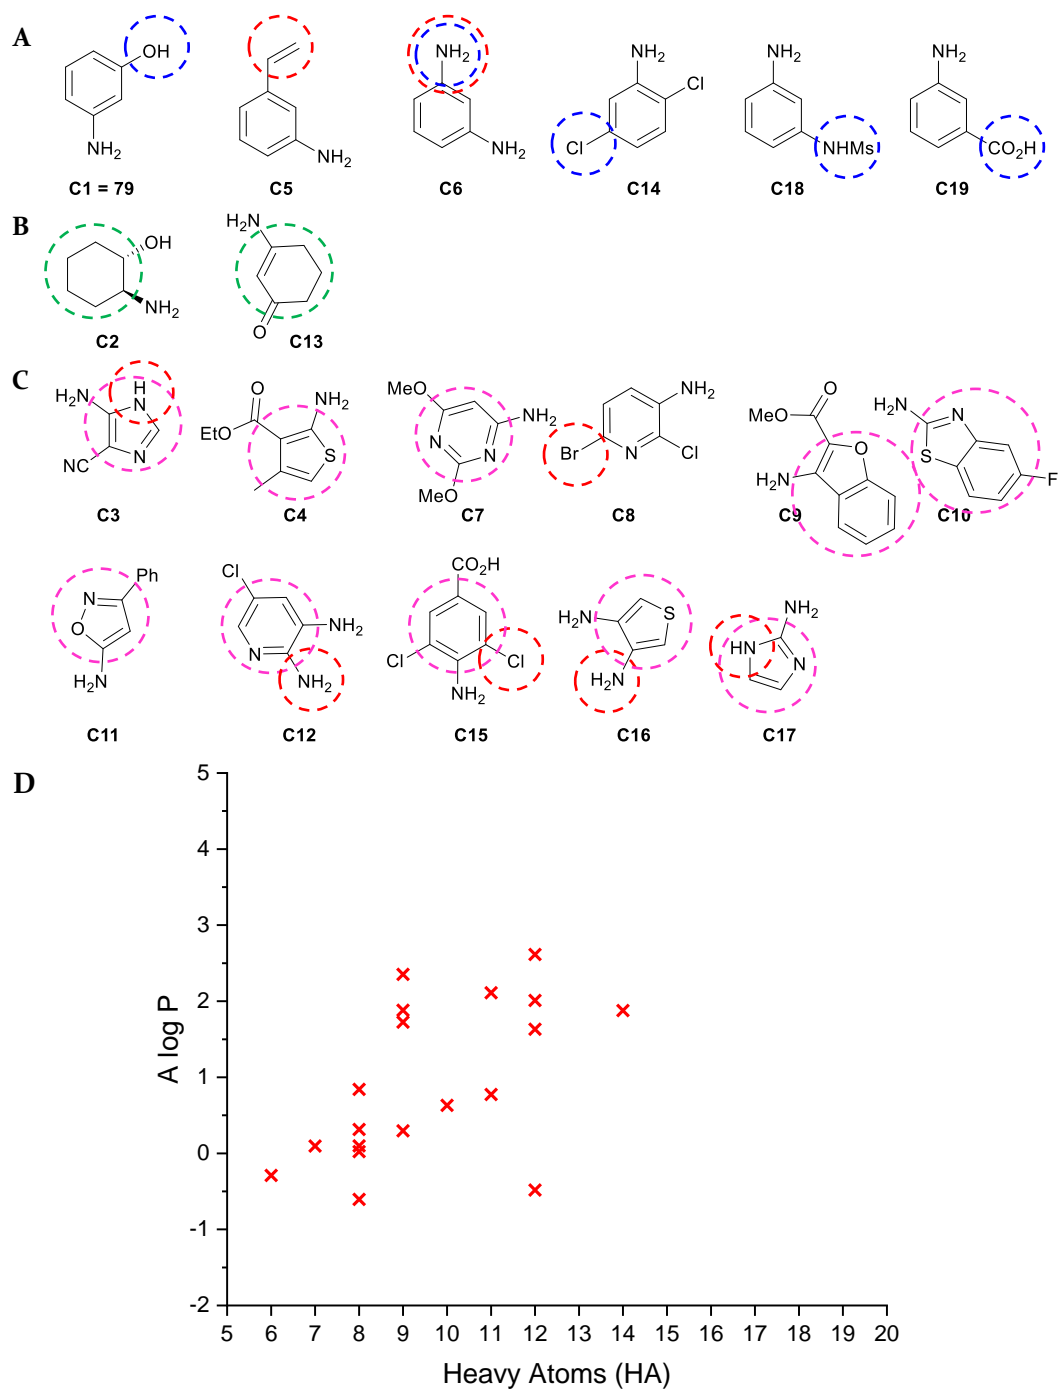 A
OH
NH2
C1 = 79
C5
NH2
NH2
NH2
C6
NH2
Cl
Cl
C14
NH2
NHMs
C18
NH2
CO2H
C19
B
OH
NH2
C2
H2N
O
C13
C
H2N
H
N
N
NC
C3
O
EtO
NH2
S
C4
MeO
NH2
N
N
MeO
C7
NH2
Br
N
Cl
C8
MeO
O
O
H2N
C9
H2N
N
S
F
C10
Ph
N
O
H2N
C11
Cl
NH2
N
NH2
C12
CO2H
Cl
Cl
NH2
C15
H2N
S
H2N
C16
NH2
HN
N
C17
D
A log P
5
4
3
2
1
0
-1
-2
5 6 7 8 9 10 11 12 13 14 15 16 17 18 19 20
Heavy Atoms (HA)